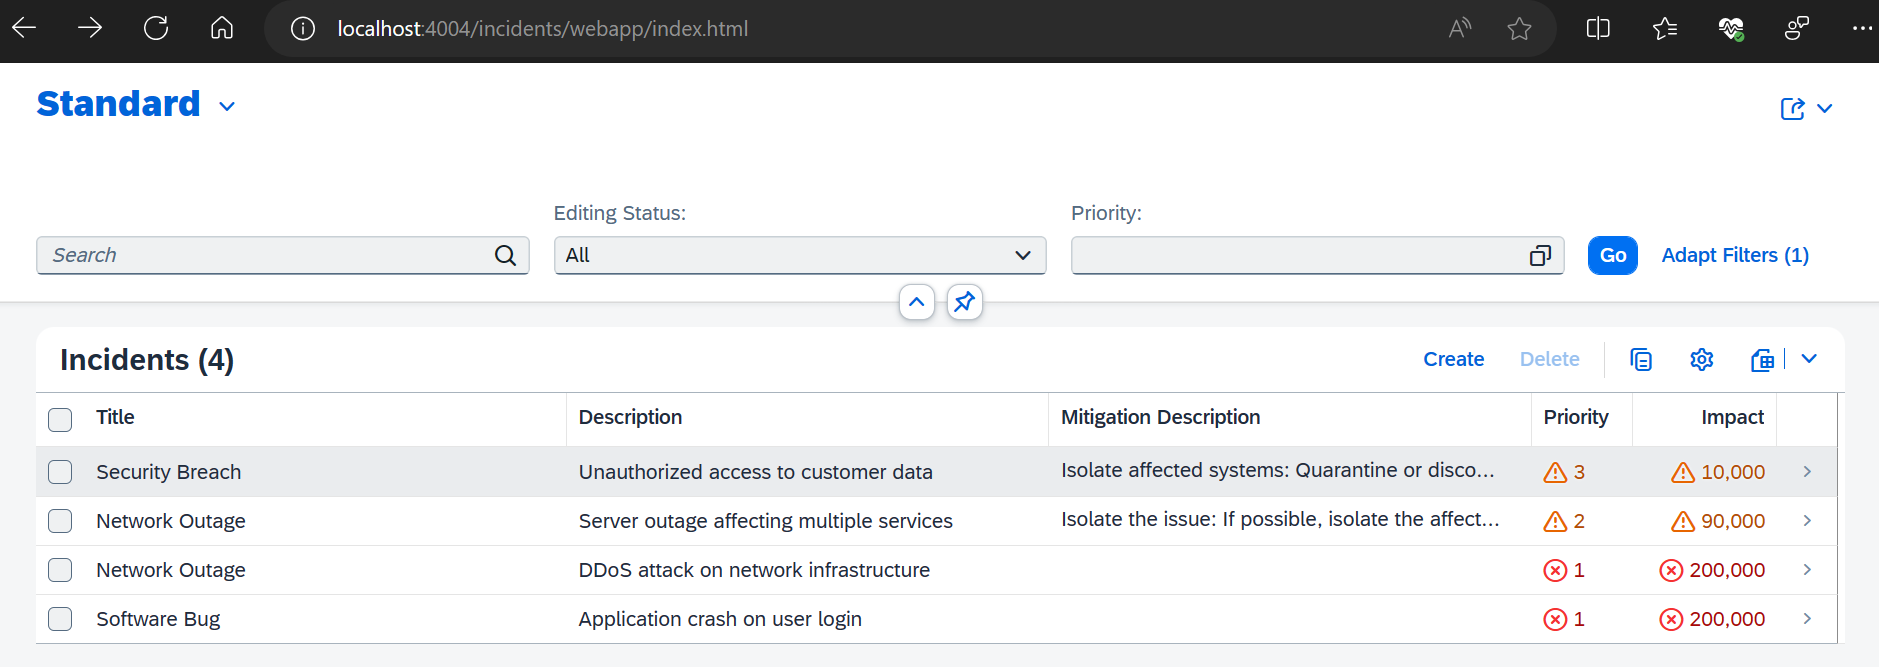 localhost:4004/incidents/webapp/index.html
Standard
Editing Status:
Priority:
Search
All
Go
Adapt Filters (1)
Incidents (4)
Create
Delete
Title
Description
Mitigation Description
Priority
Impact
Security Breach
Unauthorized access to customer data
Isolate affected systems: Quarantine or disco...
3
10,000
Network Outage
Server outage affecting multiple services
Isolate the issue: If possible, isolate the affect...
2
90,000
Network Outage
DDoS attack on network infrastructure
1
200,000
Software Bug
Application crash on user login
1
200,000